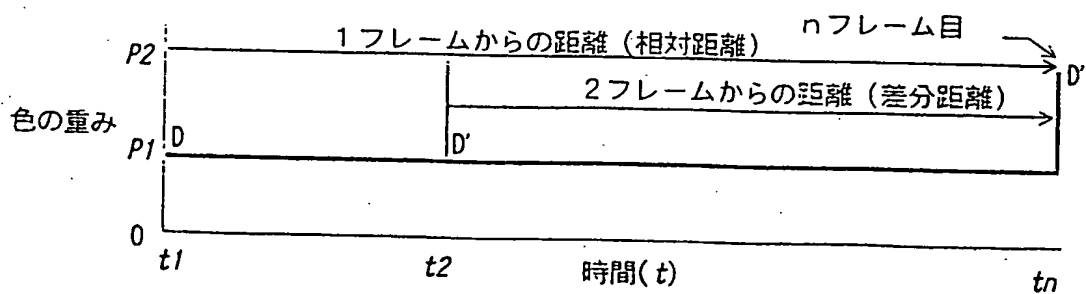 nフレーム目
P2
1フレームからの距離(相対距離)
D'
2フレームからの距離(差分距離)
色の重み
P1
D
D'
0
t1
t2
時間(t)
tn